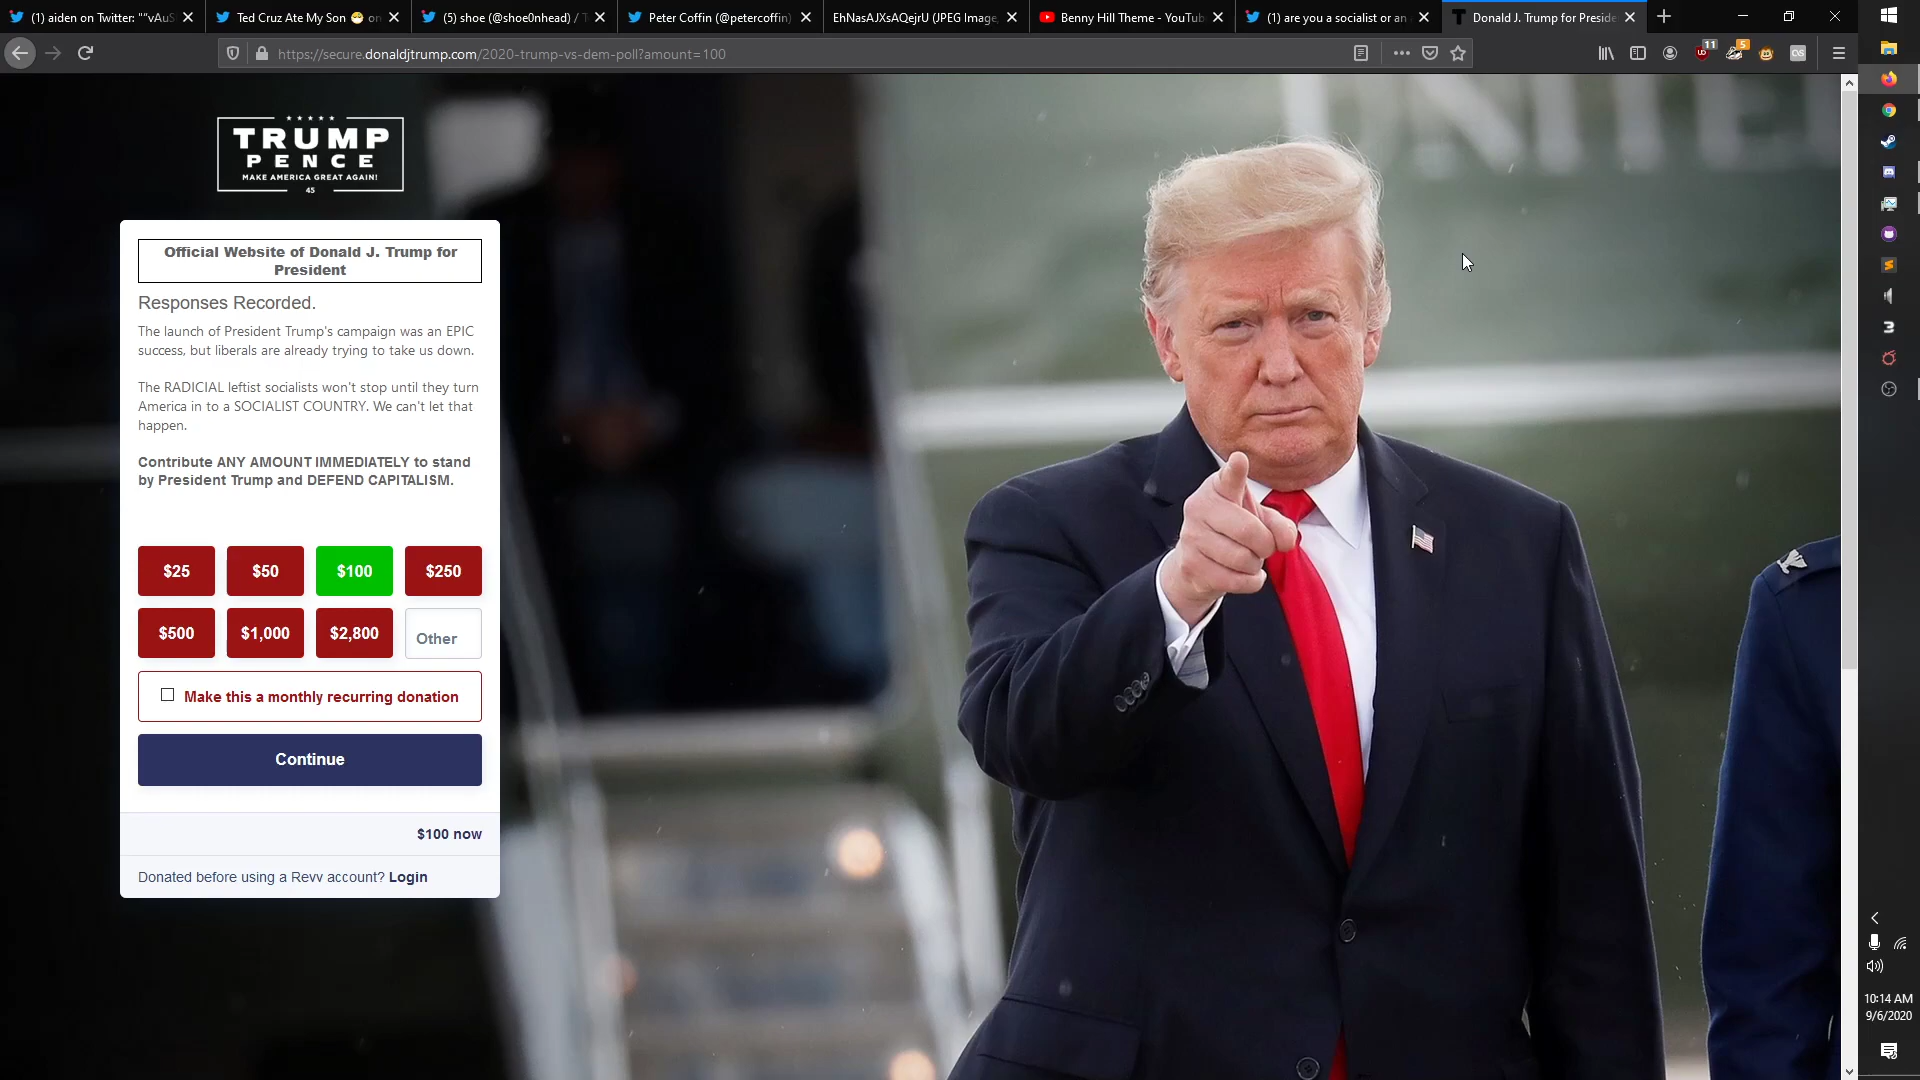 (1) aiden on Twitter: ""vAuS
Ted Cruz Ate My Son 😷 on
(5) shoe (@shoe0nhead) / T
Peter Coffin (@petercoffin)
EhNasAJXsAQejrU (JPEG Image,
Benny Hill Theme - YouTub
(1) are you a socialist or an
Donald J. Trump for Preside
https://secure.donaldjtrump.com/2020-trump-vs-dem-poll?amount=100
11
5
UNITED
TRUMP
PENCE
MAKE AMERICA GREAT AGAIN!
45
Official Website of Donald J. Trump for
President
Responses Recorded.
The launch of President Trump's campaign was an EPIC
success, but liberals are already trying to take us down.
The RADICIAL leftist socialists won't stop until they turn
America in to a SOCIALIST COUNTRY. We can't let that
happen.
Contribute ANY AMOUNT IMMEDIATELY to stand
by President Trump and DEFEND CAPITALISM.
$25 $50 $100 $250
$500 $1,000 $2,800 Other
Make this a monthly recurring donation
Continue
$100 now
Donated before using a Revv account? Login
10:14 AM
9/6/2020